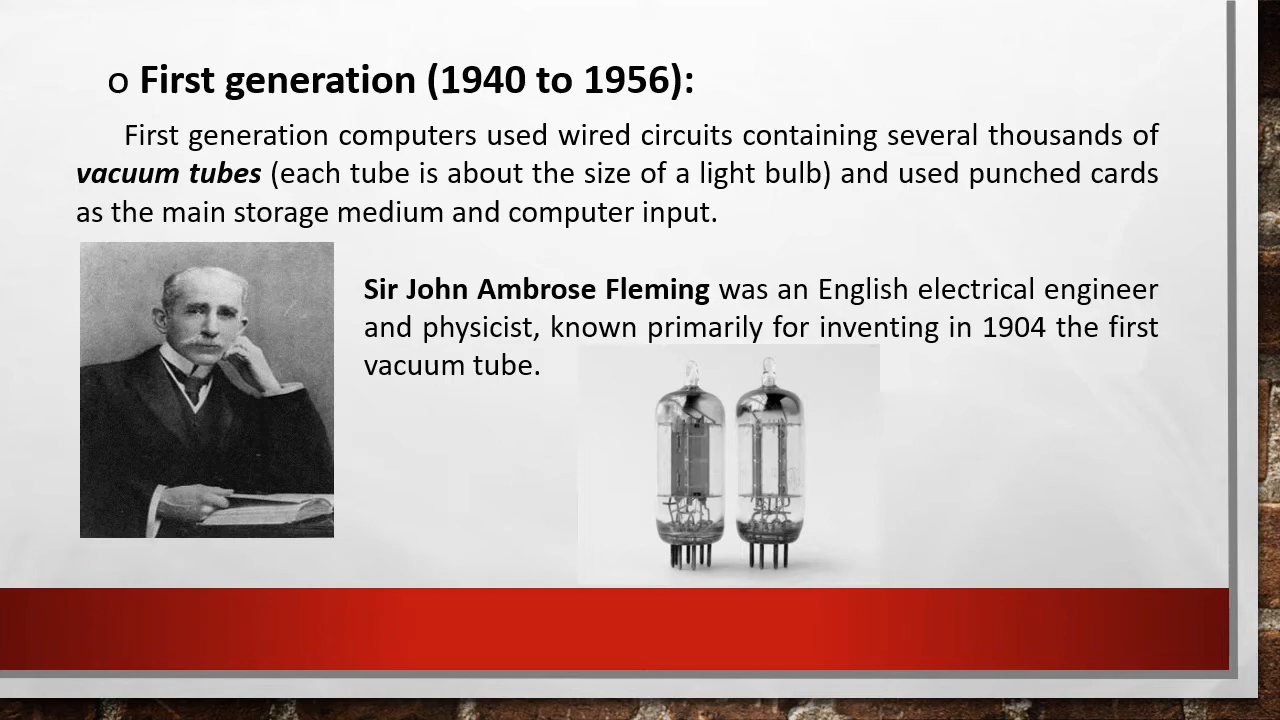 o First generation (1940 to 1956):
First generation computers used wired circuits containing several thousands of
vacuum tubes (each tube is about the size of a light bulb) and used punched cards
as the main storage medium and computer input.
Sir John Ambrose Fleming was an English electrical engineer
and physicist, known primarily for inventing in 1904 the first
vacuum tube.